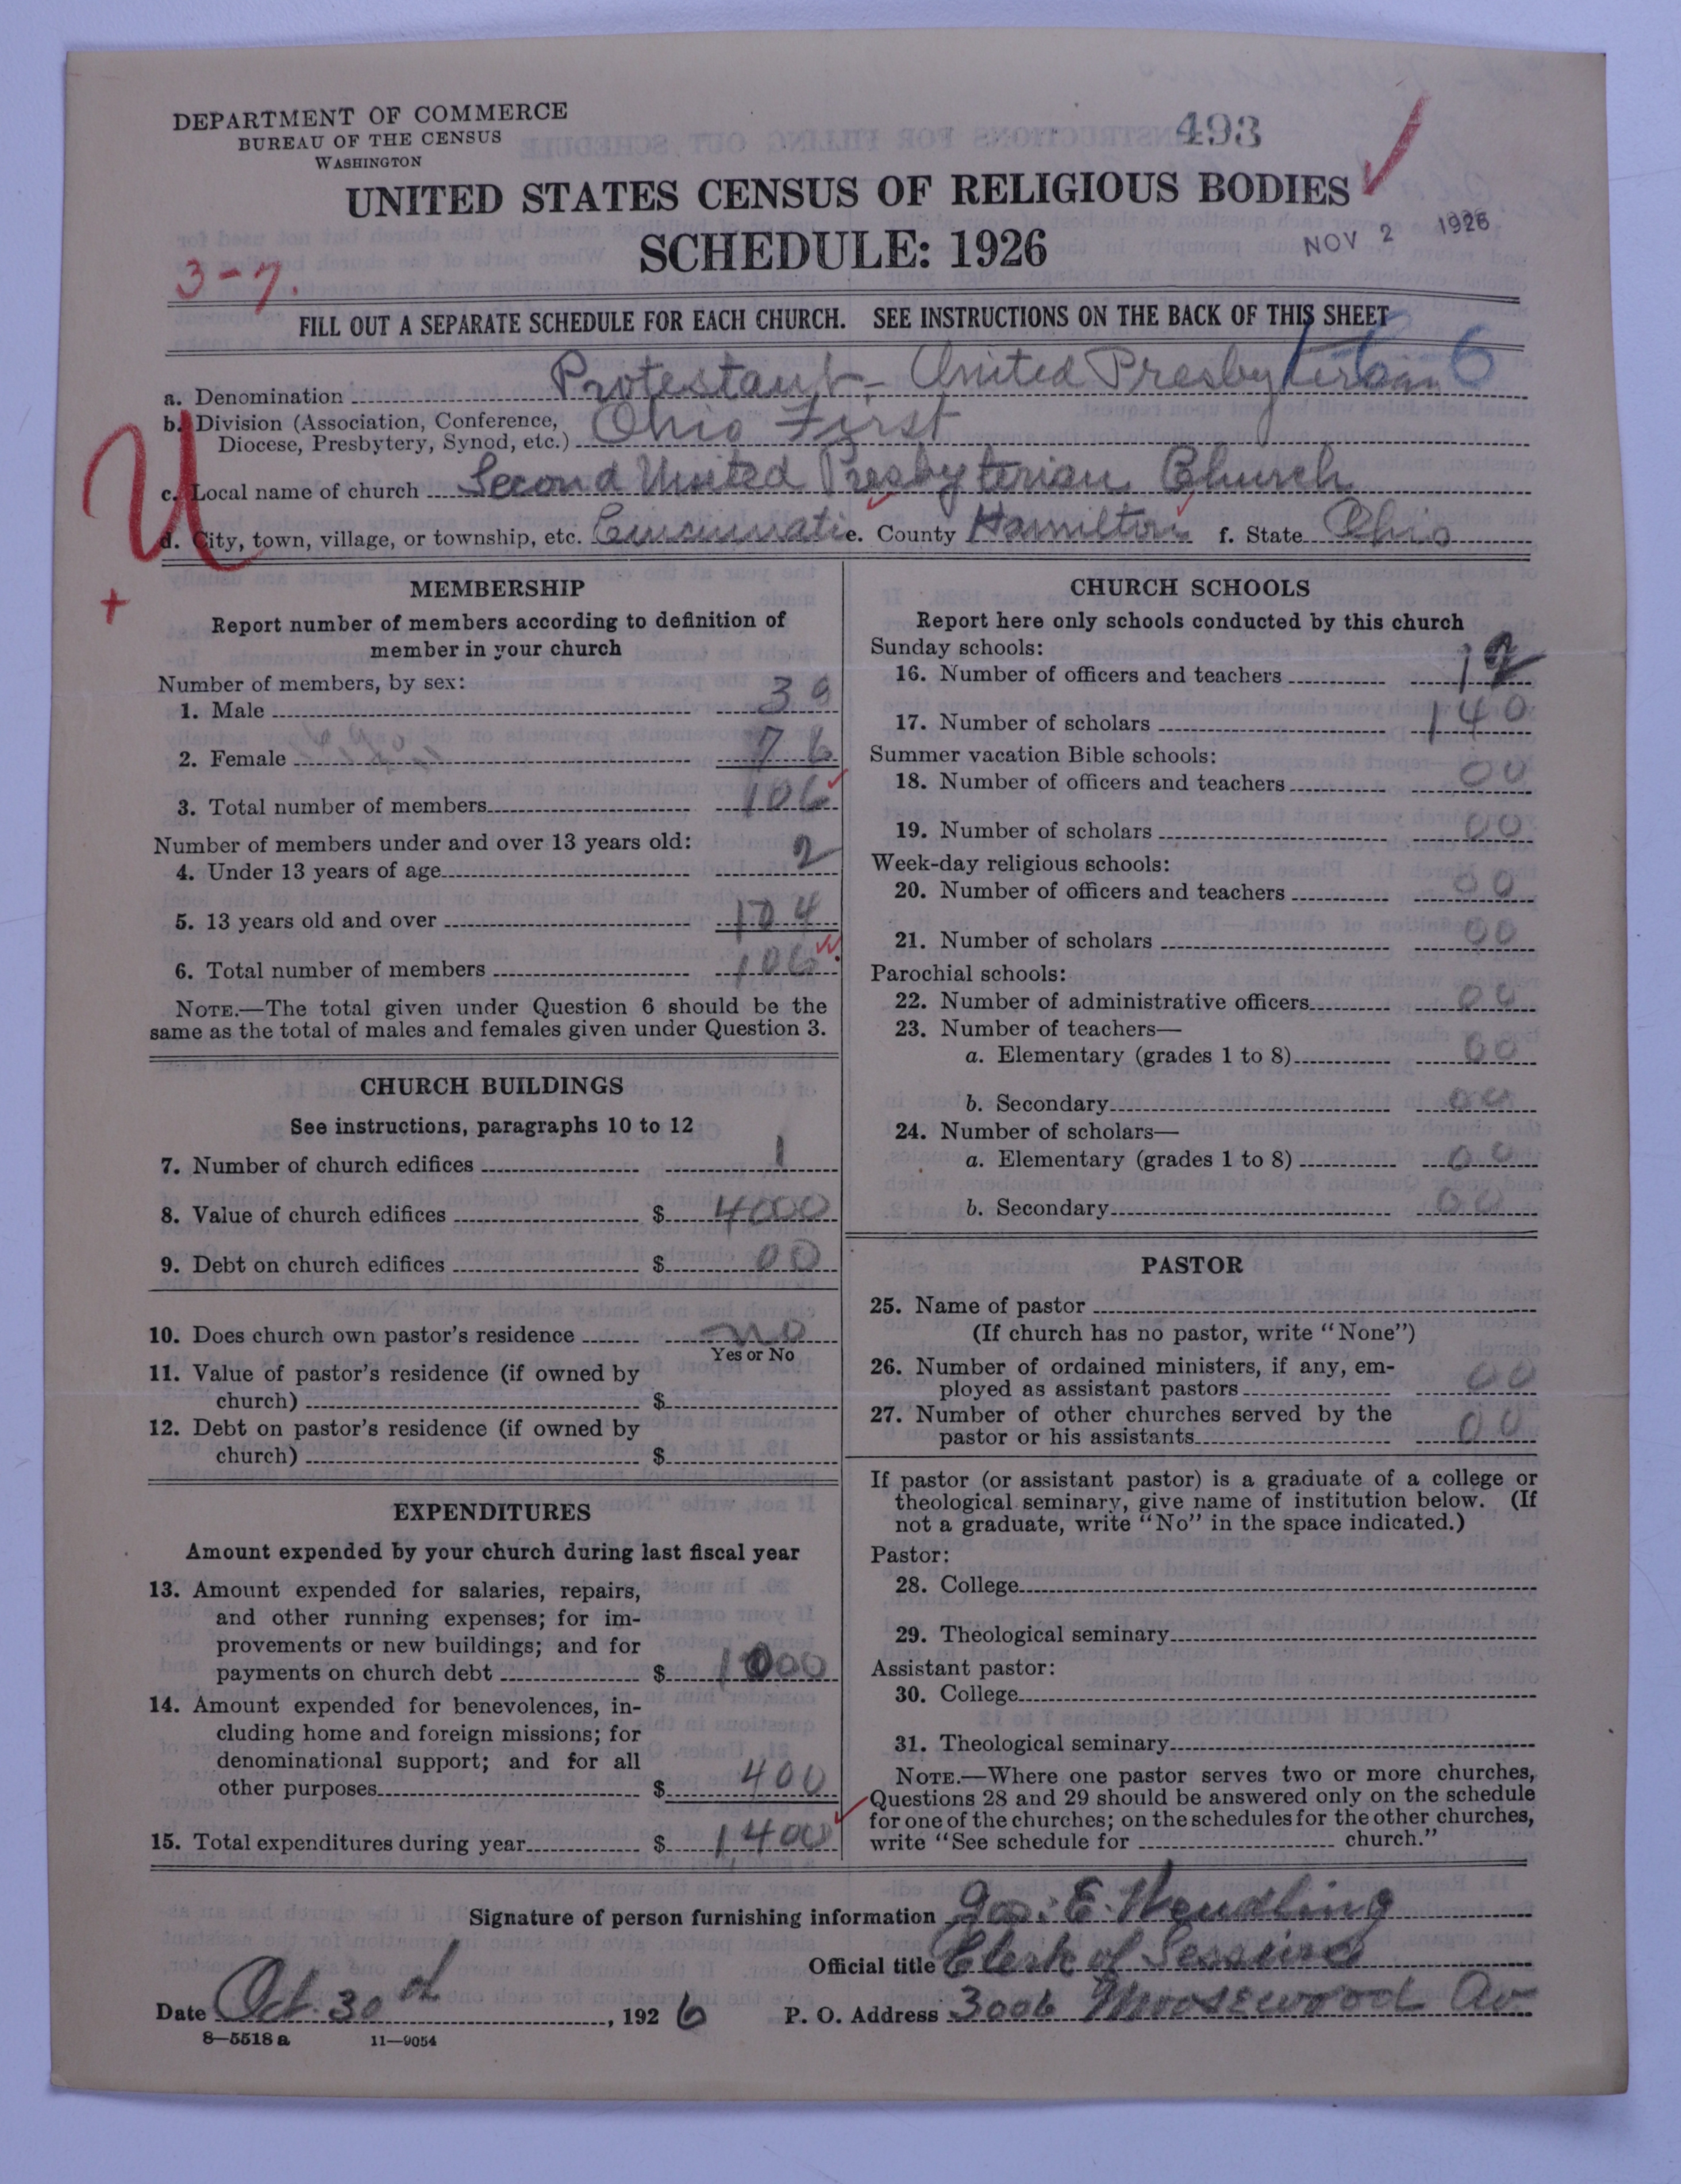 DEPARTMENT OF COMMERCE
BUREAU OF THE CENSUS
WASHINGTON
493
UNITED STATES CENSUS OF RELIGIOUS BODIES
SCHEDULE: 1926
NOV 2 1926
3-7.
FILL OUT A SEPARATE SCHEDULE FOR EACH CHURCH. SEE INSTRUCTIONS ON THE BACK OF THIS SHEET
a. Denomination Protestant - United Presbyterian
b. Division (Association, Conference,
Diocese, Presbytery, Synod, etc.) Ohio First
U
c. Local name of church Second United Presbyterian Church
d. City, town, village, or township, etc. Cincinnati e. County Hamilton f. State Ohio
+
MEMBERSHIP
Report number of members according to definition of
member in your church
Number of members, by sex:
1. Male 30
2. Female 76
3. Total number of members 106
Number of members under and over 13 years old:
4. Under 13 years of age 2
5. 13 years old and over 104
6. Total number of members 106
NOTE.—The total given under Question 6 should be the
same as the total of males and females given under Question 3.
CHURCH BUILDINGS
See instructions, paragraphs 10 to 12
7. Number of church edifices 1
8. Value of church edifices $ 4000
9. Debt on church edifices $ 00
10. Does church own pastor's residence no
Yes or No
11. Value of pastor's residence (if owned by
church) $
12. Debt on pastor's residence (if owned by
church) $
EXPENDITURES
Amount expended by your church during last fiscal year
13. Amount expended for salaries, repairs,
and other running expenses; for im-
provements or new buildings; and for
payments on church debt $ 1000
14. Amount expended for benevolences, in-
cluding home and foreign missions; for
denominational support; and for all
other purposes $ 400
15. Total expenditures during year $ 1400
CHURCH SCHOOLS
Report here only schools conducted by this church
Sunday schools:
16. Number of officers and teachers 12
17. Number of scholars 140
Summer vacation Bible schools:
18. Number of officers and teachers 00
19. Number of scholars 00
Week-day religious schools:
20. Number of officers and teachers 00
21. Number of scholars 00
Parochial schools:
22. Number of administrative officers 00
23. Number of teachers—
a. Elementary (grades 1 to 8) 00
b. Secondary 00
24. Number of scholars—
a. Elementary (grades 1 to 8) 00
b. Secondary 00
PASTOR
25. Name of pastor
(If church has no pastor, write "None")
26. Number of ordained ministers, if any, em-
ployed as assistant pastors 00
27. Number of other churches served by the
pastor or his assistants 00
If pastor (or assistant pastor) is a graduate of a college or
theological seminary, give name of institution below. (If
not a graduate, write "No" in the space indicated.)
Pastor:
28. College
29. Theological seminary
Assistant pastor:
30. College
31. Theological seminary
NOTE.—Where one pastor serves two or more churches,
Questions 28 and 29 should be answered only on the schedule
for one of the churches; on the schedules for the other churches,
write "See schedule for church."
Signature of person furnishing information E. Wendling
Official title Clerk of Session
Date Oct. 30th, 1926 P. O. Address 3006 Moosewood Av
8—5518 a 11—9054